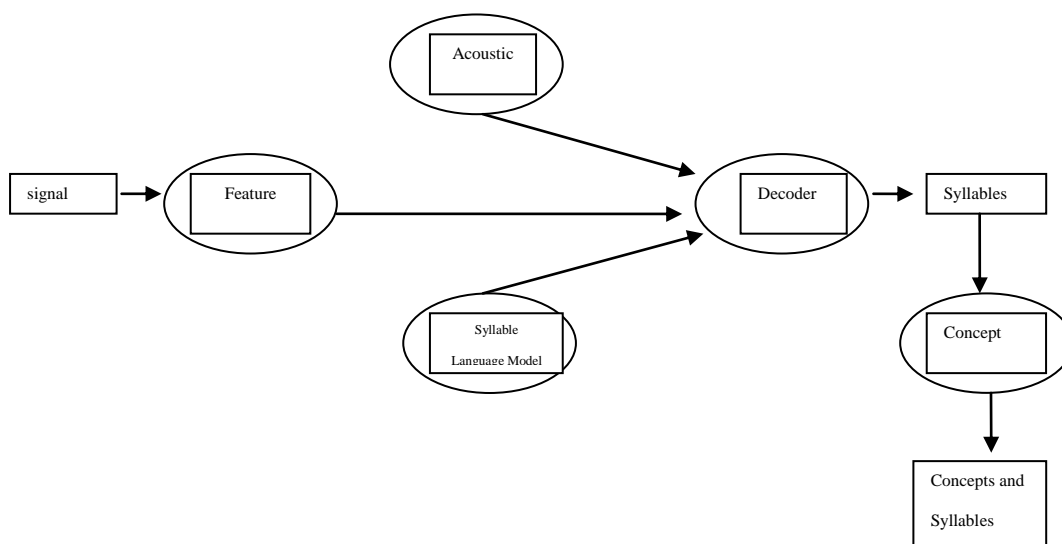 Acoustic
signal
Feature
Decoder
Syllables
Syllable
Language Model
Concept
Concepts and
Syllables